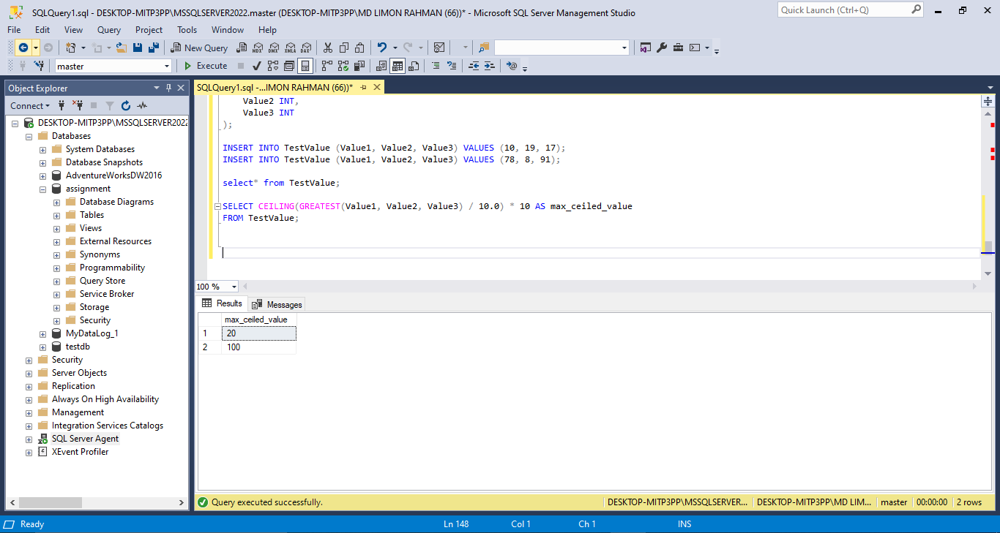 SQLQuery1.sql - DESKTOP-MITP3PP\MSSQLSERVER2022.master (DESKTOP-MITP3PP\MD LIMON RAHMAN (66))* - Microsoft SQL Server Management Studio
Quick Launch (Ctrl+Q)
File Edit View Query Project Tools Window Help
New Query MDX DMX XMLA DAX
master Execute
Object Explorer
Connect
DESKTOP-MITP3PP\MSSQLSERVER2022
Databases
System Databases
Database Snapshots
AdventureWorksDW2016
assignment
Database Diagrams
Tables
Views
External Resources
Synonyms
Programmability
Query Store
Service Broker
Storage
Security
MyDataLog_1
testdb
Security
Server Objects
Replication
Always On High Availability
Management
Integration Services Catalogs
SQL Server Agent
XEvent Profiler
SQLQuery1.sql -...IMON RAHMAN (66))*
Value2 INT,
Value3 INT
);
INSERT INTO TestValue (Value1, Value2, Value3) VALUES (10, 19, 17);
INSERT INTO TestValue (Value1, Value2, Value3) VALUES (78, 8, 91);
select* from TestValue;
SELECT CEILING(GREATEST(Value1, Value2, Value3) / 10.0) * 10 AS max_ceiled_value
FROM TestValue;
100 %
Results Messages
max_ceiled_value
1 20
2 100
Query executed successfully. DESKTOP-MITP3PP\MSSQLSERVER... DESKTOP-MITP3PP\MD LIM... master 00:00:00 2 rows
Ready Ln 148 Col 1 Ch 1 INS